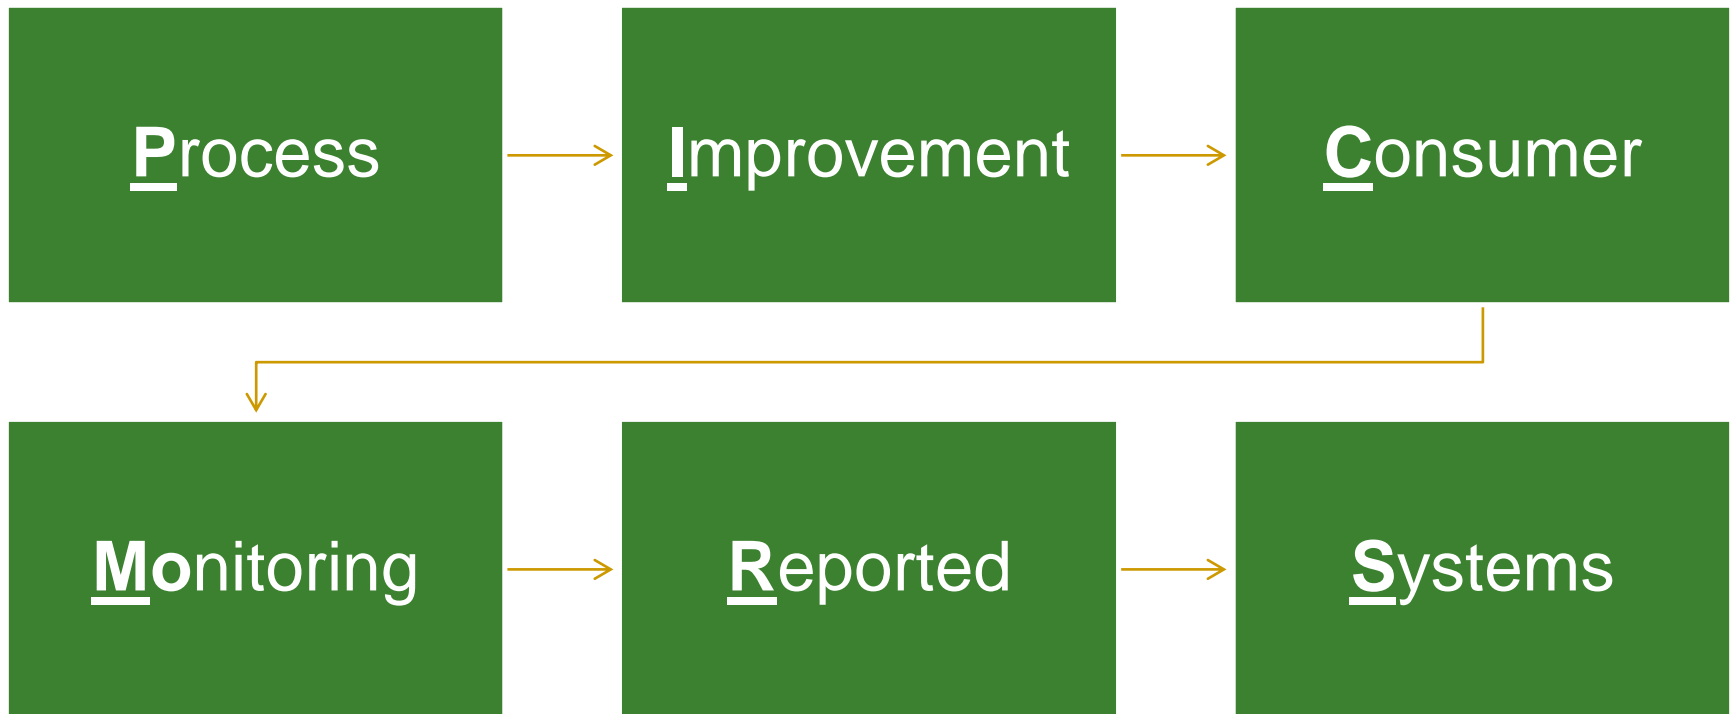 Process
Improvement
Consumer
Monitoring
Reported
Systems